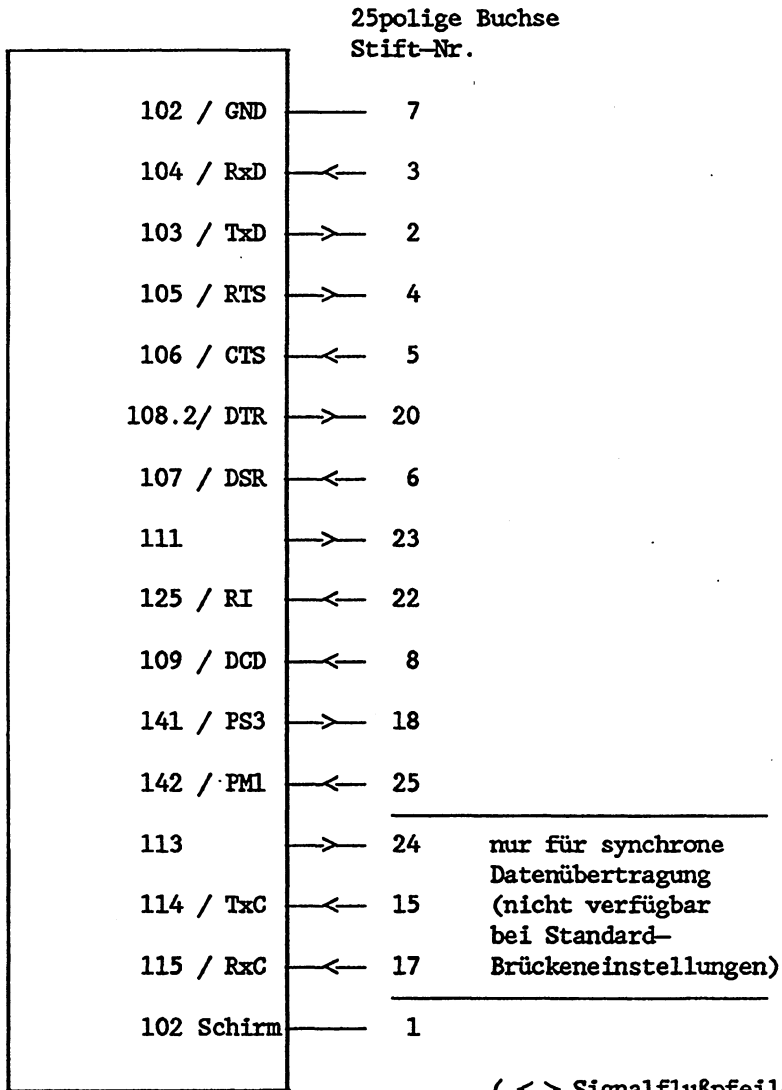 25polige Buchse
Stift-Nr.
102 / GND 7
104 / RxD 3
103 / TxD 2
105 / RTS 4
106 / CTS 5
108.2/ DTR 20
107 / DSR 6
111 23
125 / RI 22
109 / DCD 8
141 / PS3 18
142 / PM1 25
113 24 nur für synchrone
Datenübertragung
114 / TxC 15 (nicht verfügbar
bei Standard-
115 / RxC 17 Brückeneinstellungen)
102 Schirm 1
( < > Signalflußpfeil